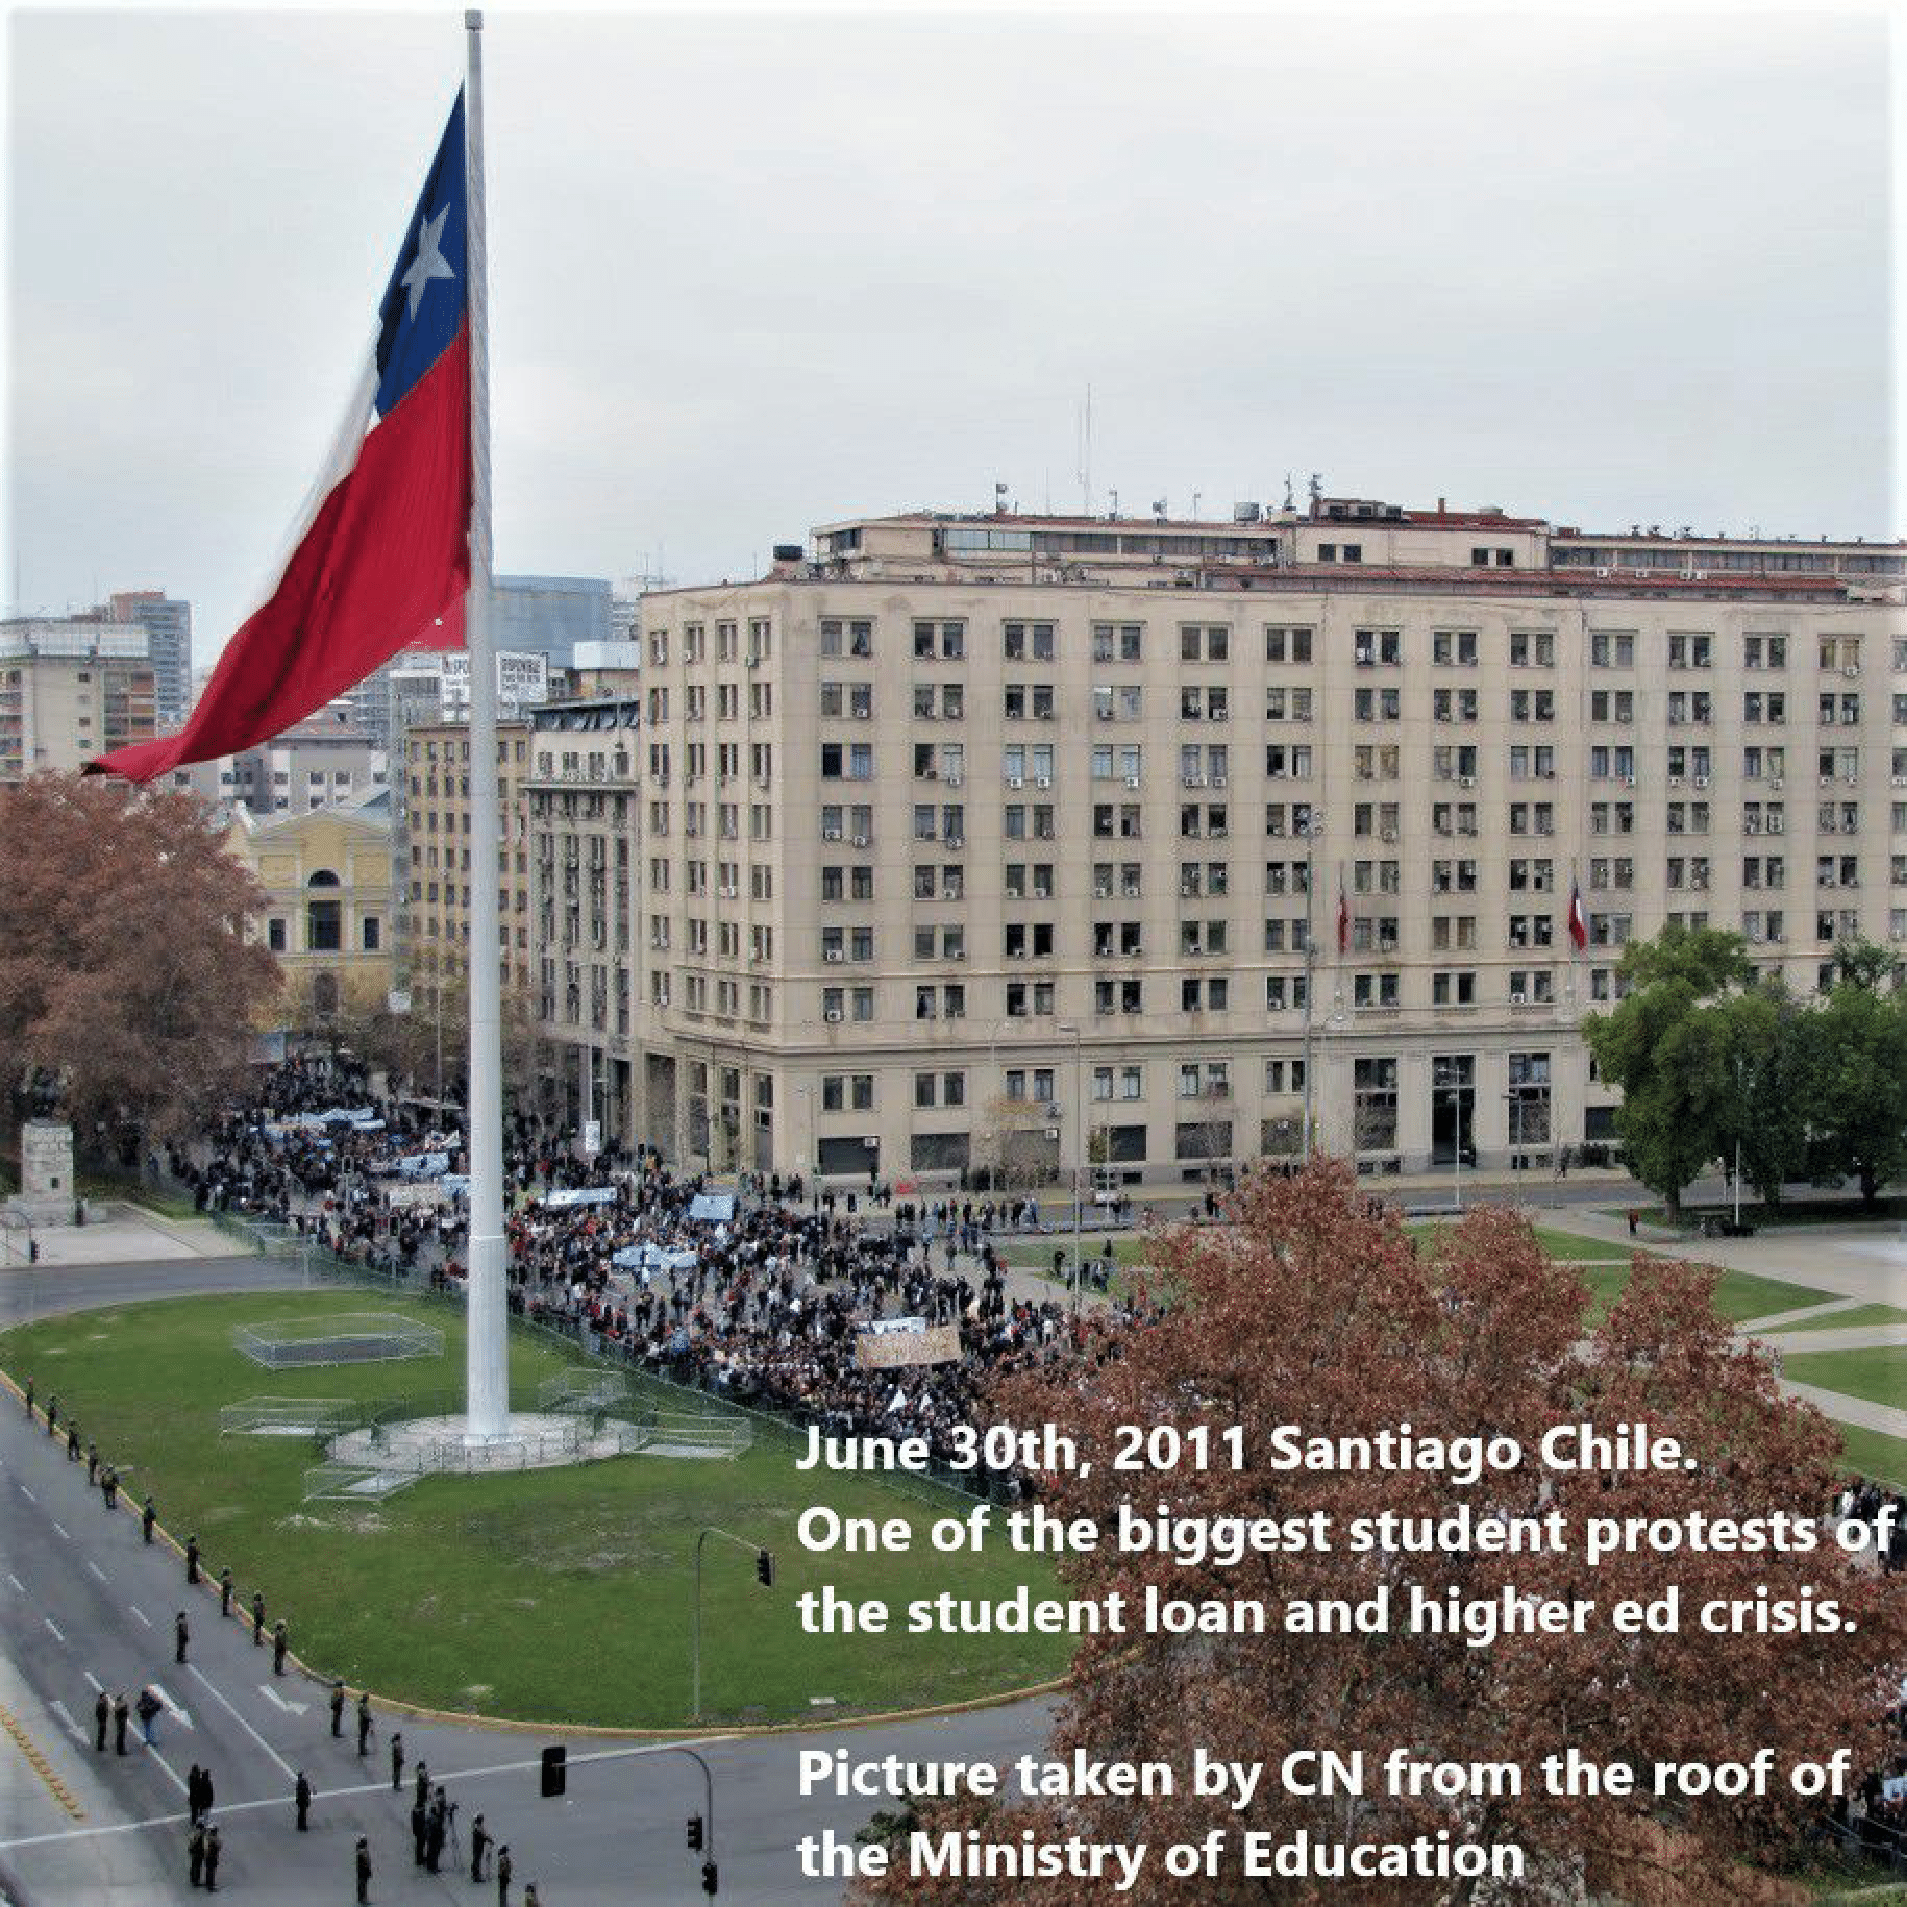 DISPONIBLE
June 30th, 2011 Santiago Chile.
One of the biggest student protests of
the student loan and higher ed crisis.
Picture taken by CN from the roof of
the Ministry of Education